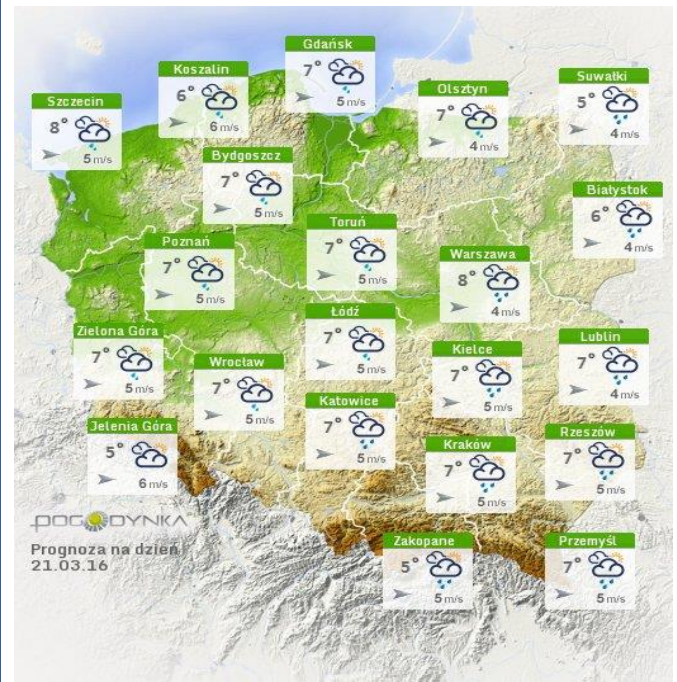 Gdańsk
7°
5 m/s
Koszalin
6°
6 m/s
Olsztyn
7°
4 m/s
Suwałki
5°
4 m/s
Szczecin
8°
5 m/s
Bydgoszcz
7°
5 m/s
Białystok
6°
4 m/s
Toruń
7°
5 m/s
Poznań
7°
5 m/s
Warszawa
8°
4 m/s
Łódź
7°
5 m/s
Zielona Góra
7°
5 m/s
Lublin
7°
4 m/s
Kielce
7°
5 m/s
Wrocław
7°
5 m/s
Katowice
7°
5 m/s
Jelenia Góra
5°
6 m/s
Rzeszów
7°
5 m/s
Kraków
7°
5 m/s
POGODYNKA
Prognoza na dzień
21.03.16
Zakopane
5°
5 m/s
Przemyśl
7°
5 m/s